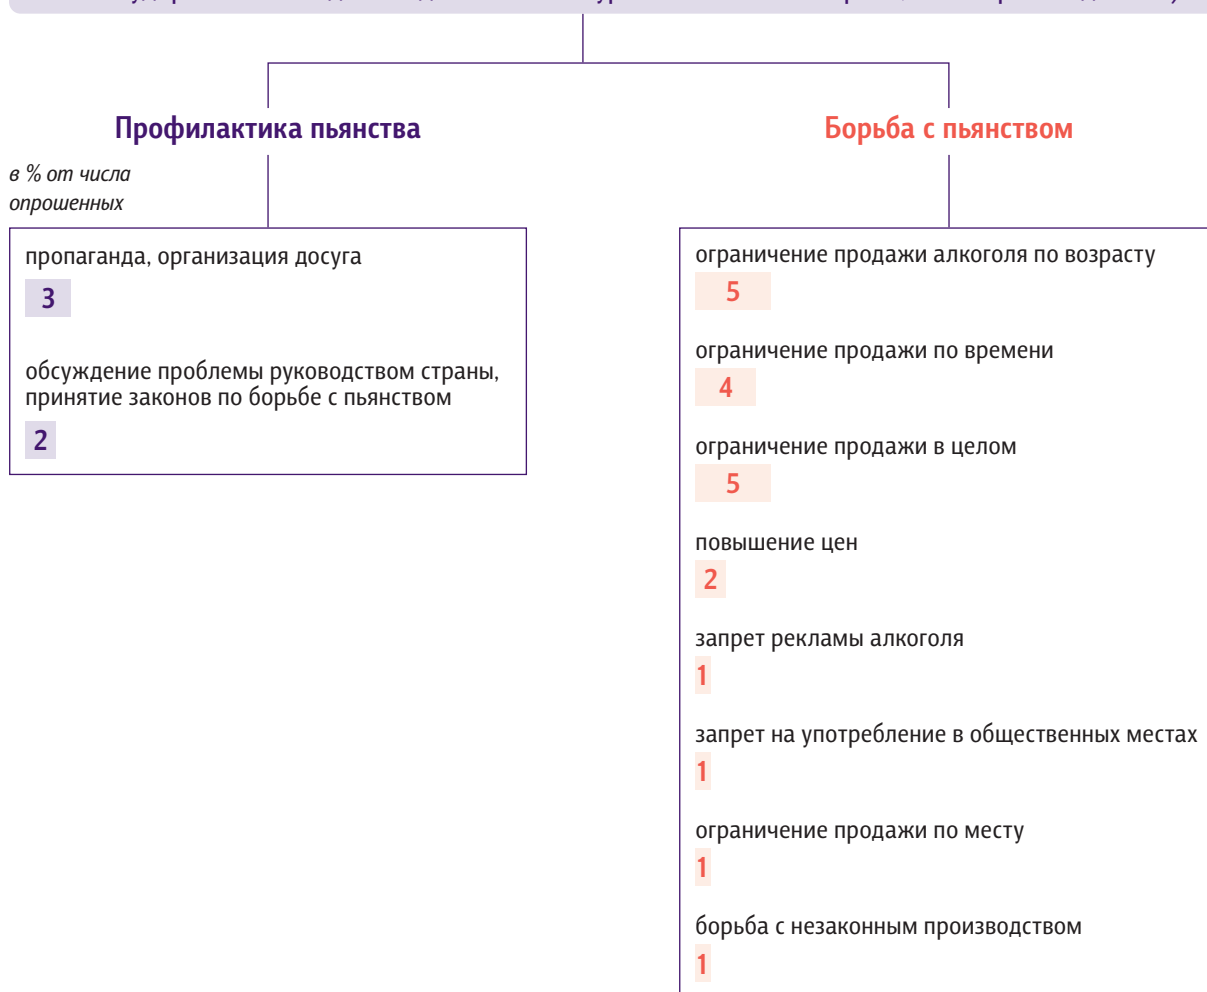 Профилактика пьянства
в % от числа
опрошенных
пропаганда, организация досуга
3
обсуждение проблемы руководством страны,
принятие законов по борьбе с пьянством
2
Борьба с пьянством
ограничение продажи алкоголя по возрасту
5
ограничение продажи по времени
4
ограничение продажи в целом
5
повышение цен
2
запрет рекламы алкоголя
1
запрет на употребление в общественных местах
1
ограничение продажи по месту
1
борьба с незаконным производством
1